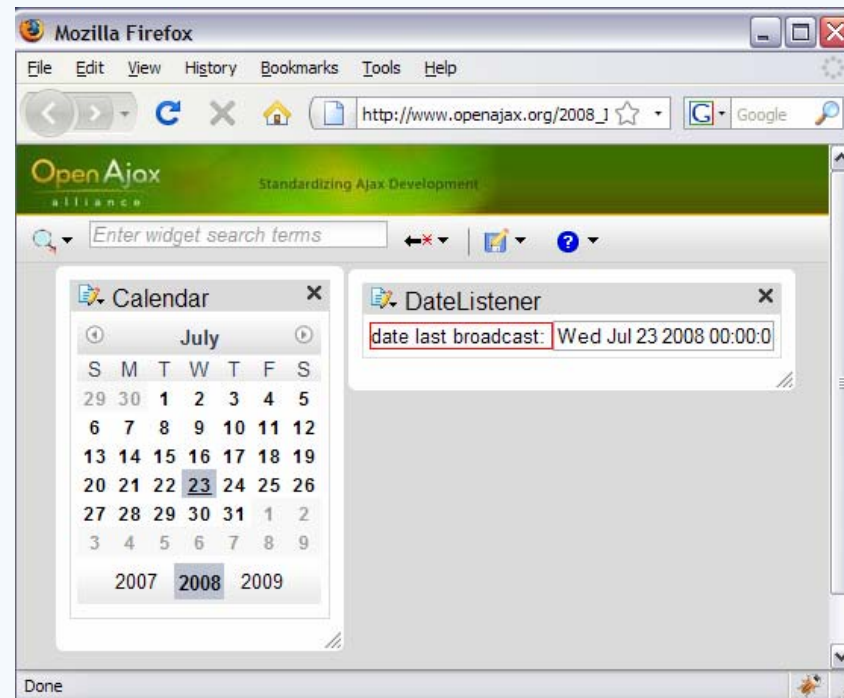 Mozilla Firefox
File Edit View History Bookmarks Tools Help
http://www.openajax.org/2008_I G Google
OpenAjax
alliance
Standardizing Ajax Development
Enter widget search terms
Calendar
July
S M T W T F S
29 30 1 2 3 4 5
6 7 8 9 10 11 12
13 14 15 16 17 18 19
20 21 22 23 24 25 26
27 28 29 30 31 1 2
3 4 5 6 7 8 9
2007 2008 2009
DateListener
date last broadcast: Wed Jul 23 2008 00:00:0
Done